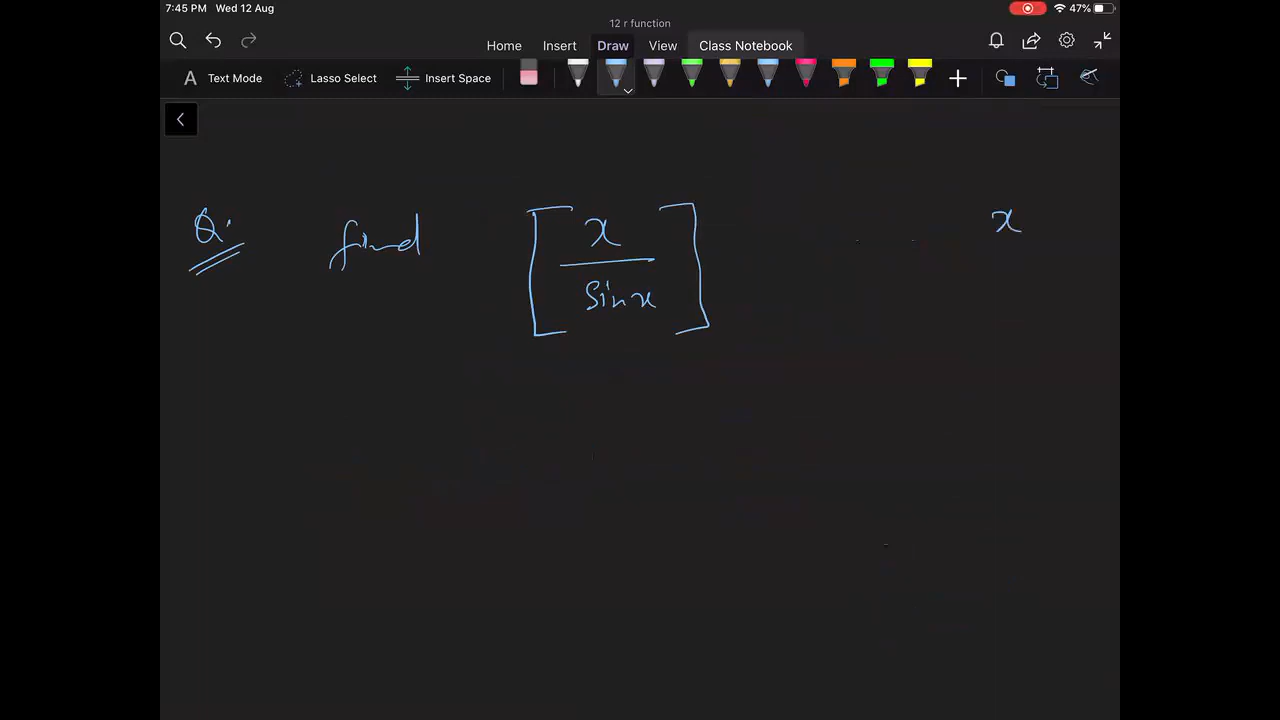 7:45 PM Wed 12 Aug 47%
12 r function
Home Insert Draw View Class Notebook
A Text Mode Lasso Select Insert Space
Q. find [x / sinx] x